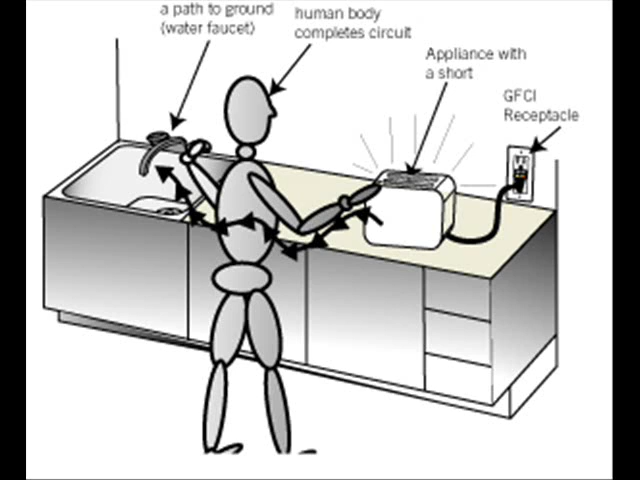 a path to ground
(water faucet)
human body
completes circuit
Appliance with
a short
GFCI
Receptacle